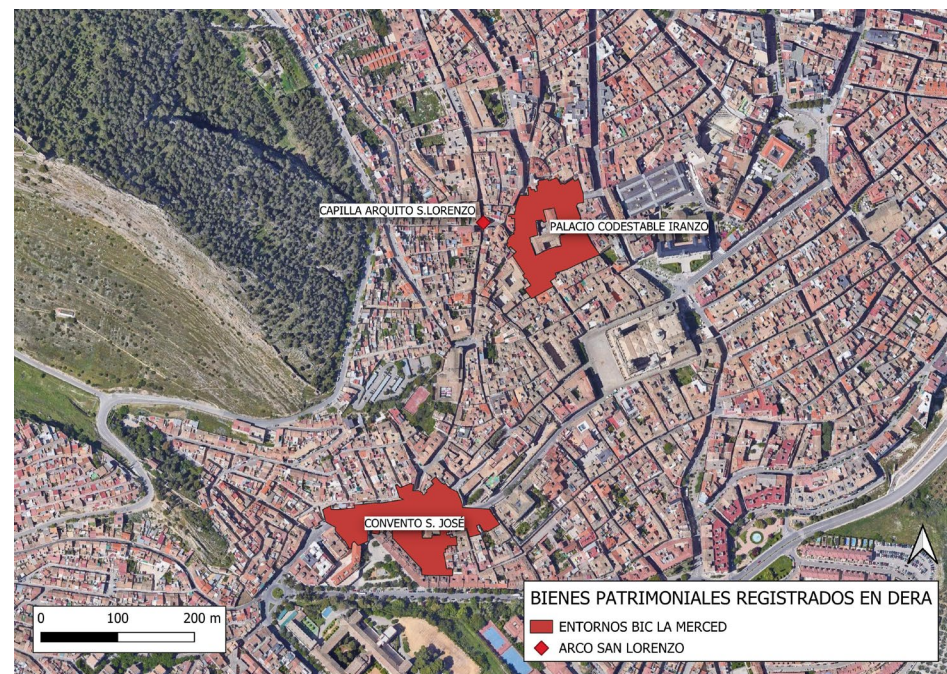 CAPILLA ARQUITO S.LORENZO
PALACIO CODESTABLE IRANZO
CONVENTO S. JOSÉ
0 100 200 m
BIENES PATRIMONIALES REGISTRADOS EN DERA
ENTORNOS BIC LA MERCED
ARCO SAN LORENZO